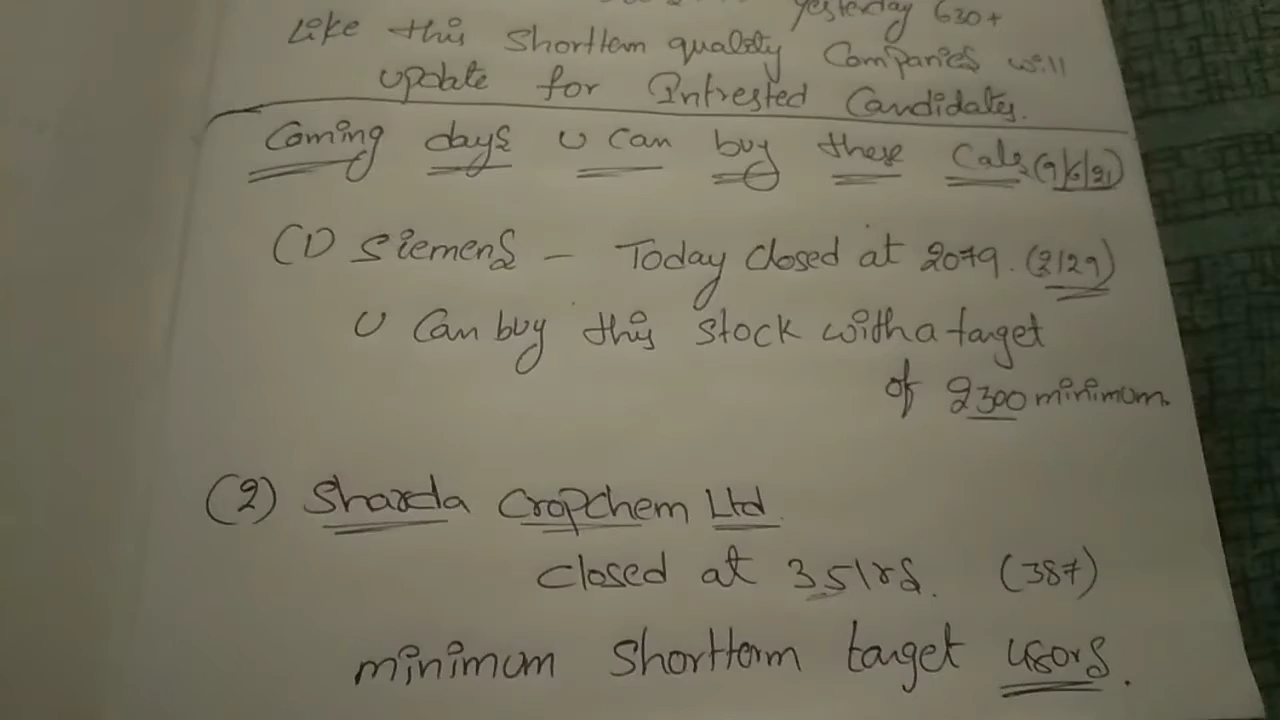 yesterday 630+
Like this Shortterm quality Companies will
update for Intrested Candidates.
Coming days U can buy these Calls (9/6/21)
(1) Siemens - Today closed at 2079. (2129)
U Can buy this stock with a target
of 2300 minimum.
(2) Sharda Cropchem Ltd.
closed at 351rs. (387)
minimum Shortterm target 450rs.